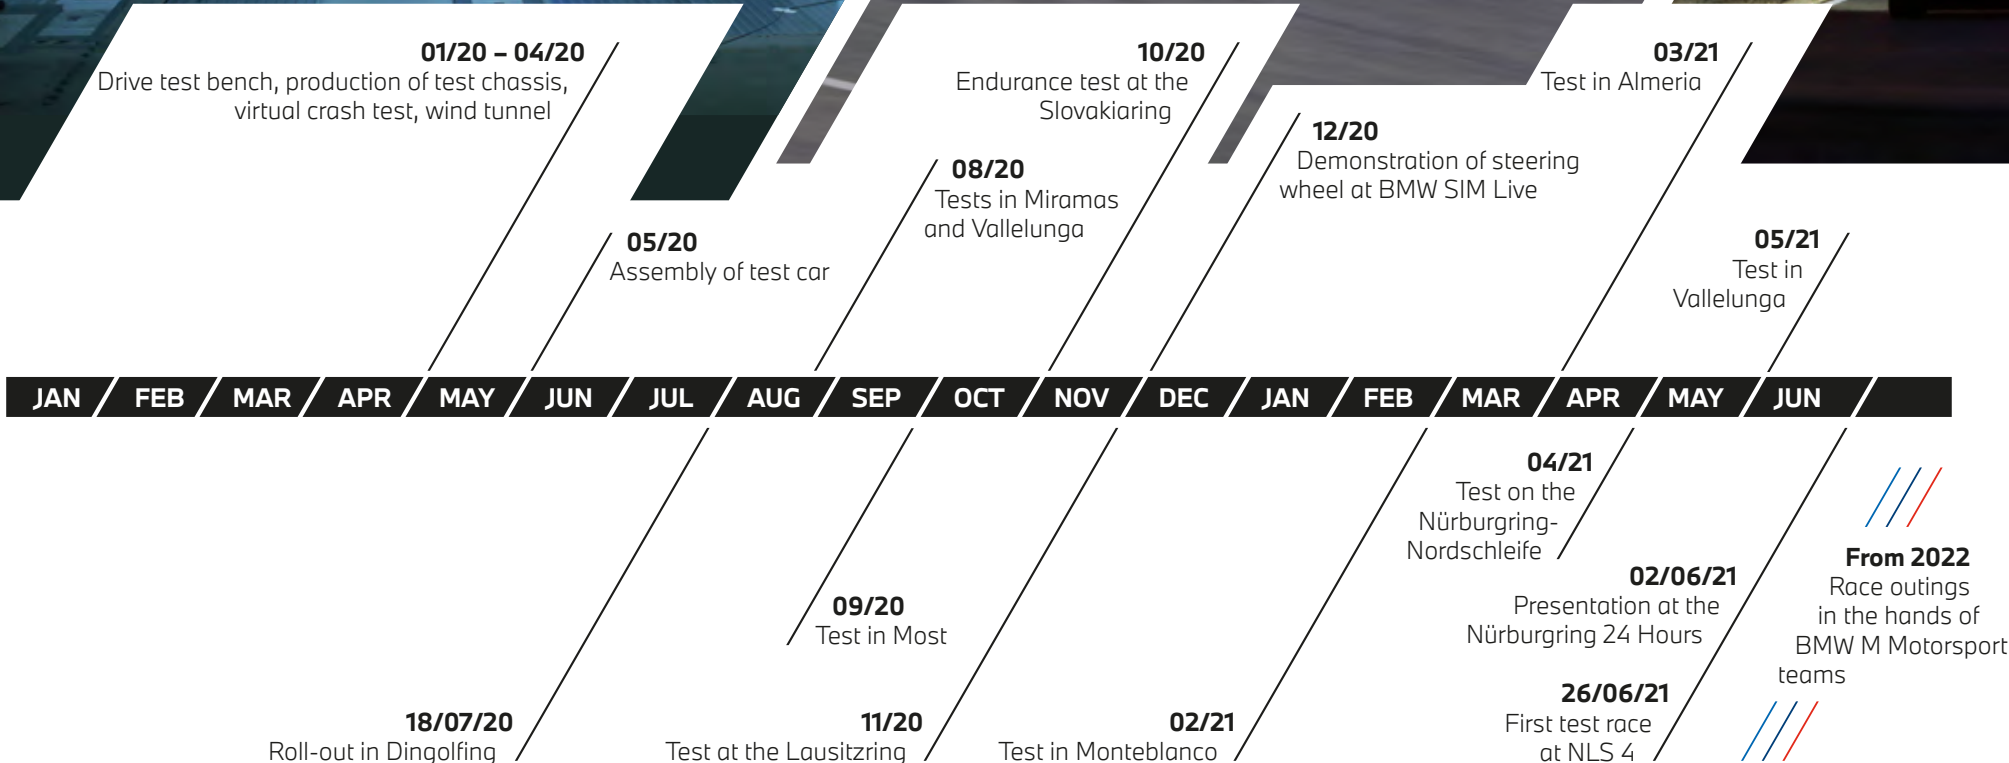 01/20 – 04/20
Drive test bench, production of test chassis,
virtual crash test, wind tunnel
05/20
Assembly of test car
08/20
Tests in Miramas
and Vallelunga
10/20
Endurance test at the
Slovakiaring
12/20
Demonstration of steering
wheel at BMW SIM Live
03/21
Test in Almeria
05/21
Test in
Vallelunga
JAN FEB MAR APR MAY JUN JUL AUG SEP OCT NOV DEC JAN FEB MAR APR MAY JUN
18/07/20
Roll-out in Dingolfing
09/20
Test in Most
11/20
Test at the Lausitzring
02/21
Test in Monteblanco
04/21
Test on the
Nürburgring-
Nordschleife
02/06/21
Presentation at the
Nürburgring 24 Hours
26/06/21
First test race
at NLS 4
From 2022
Race outings
in the hands of
BMW M Motorsport
teams